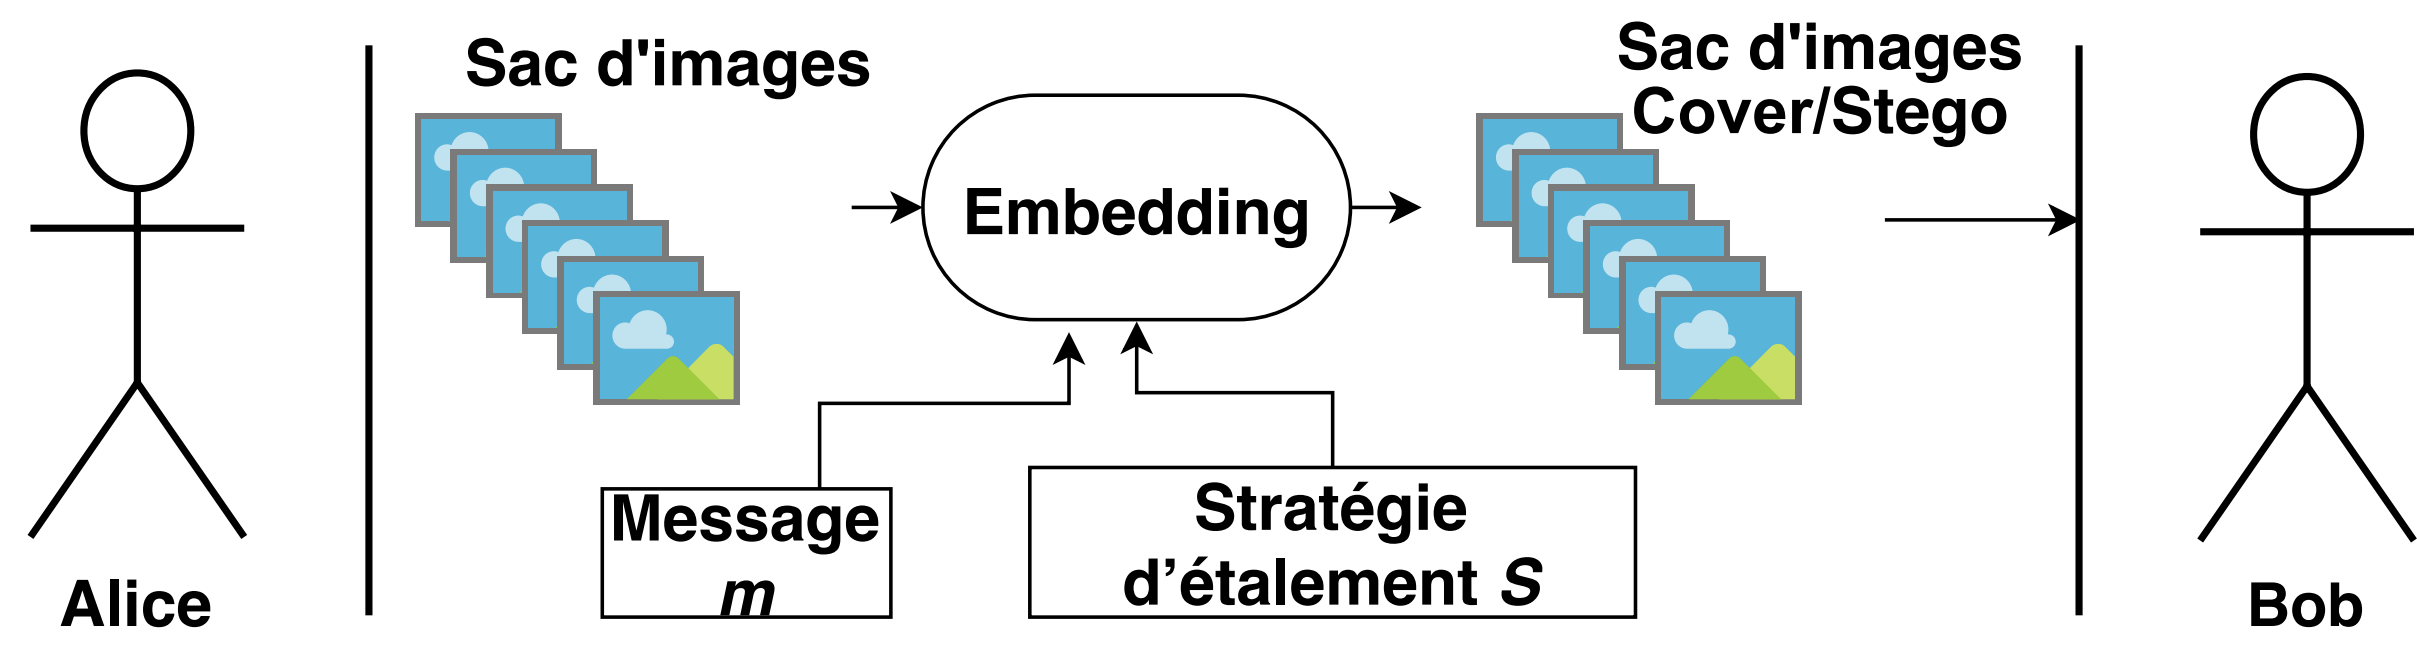 Sac d'images
Sac d'images
Cover/Stego
Embedding
Message
m
Stratégie
d’étalement S
Alice
Bob